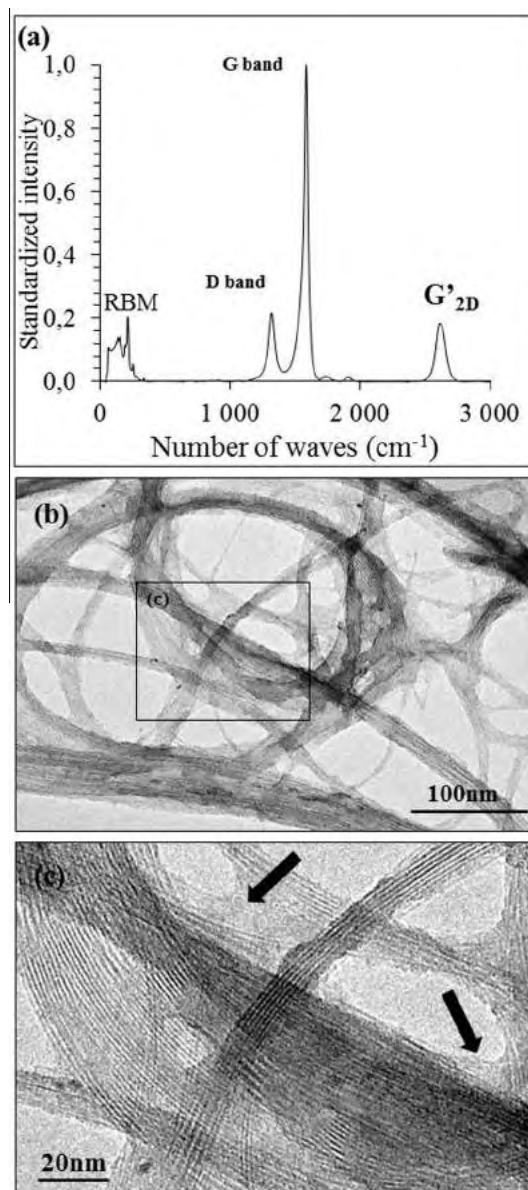 (a)
G band
1,0
0,8
0,6
0,4
0,2
0,0
Standardized intensity
RBM
D band
G'2D
0
1 000
2 000
3 000
Number of waves (cm-1)
(b)
(c)
100nm
(c)
20nm